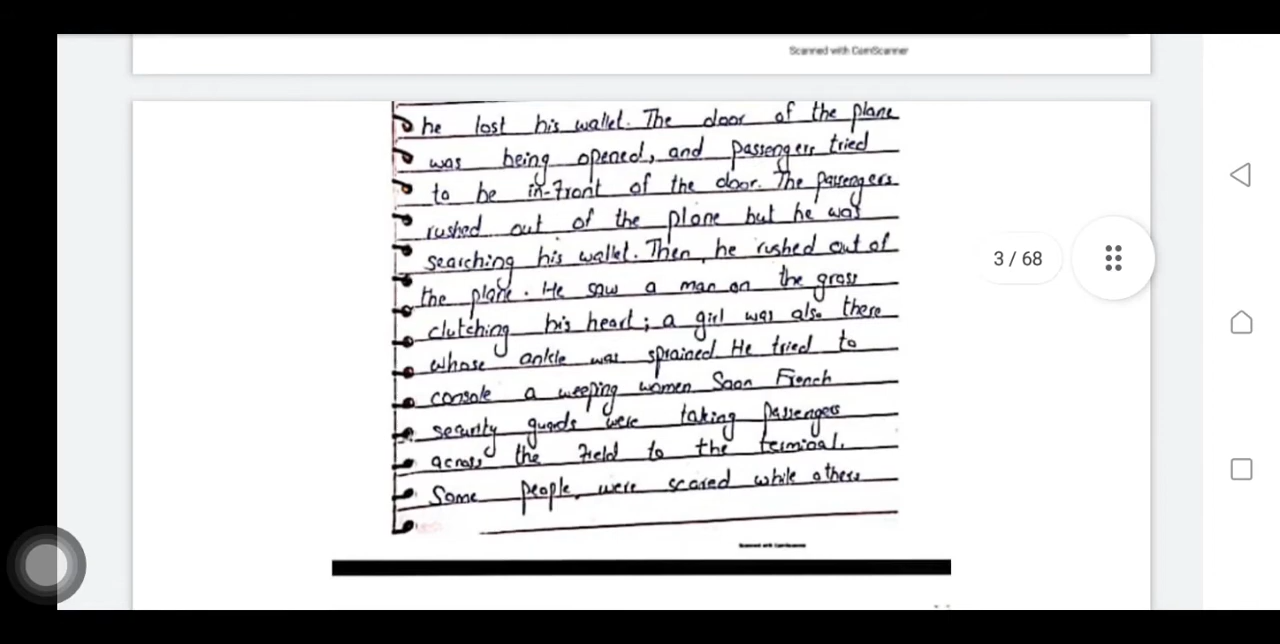 Scanned with CamScanner
he lost his wallet. The door of the plane
was being opened, and passengers tried
to be in-front of the door. The passengers
rushed out of the plane but he was
searching his wallet. Then, he rushed out of
the plane. He saw a man on the grass
clutching his heart; a girl was also there
whose ankle was sprained He tried to
console a weeping women Soon French
security guards were taking passenges
across the field to the terminal.
Some people, were scared while others
Scanned with CamScanner
3 / 68